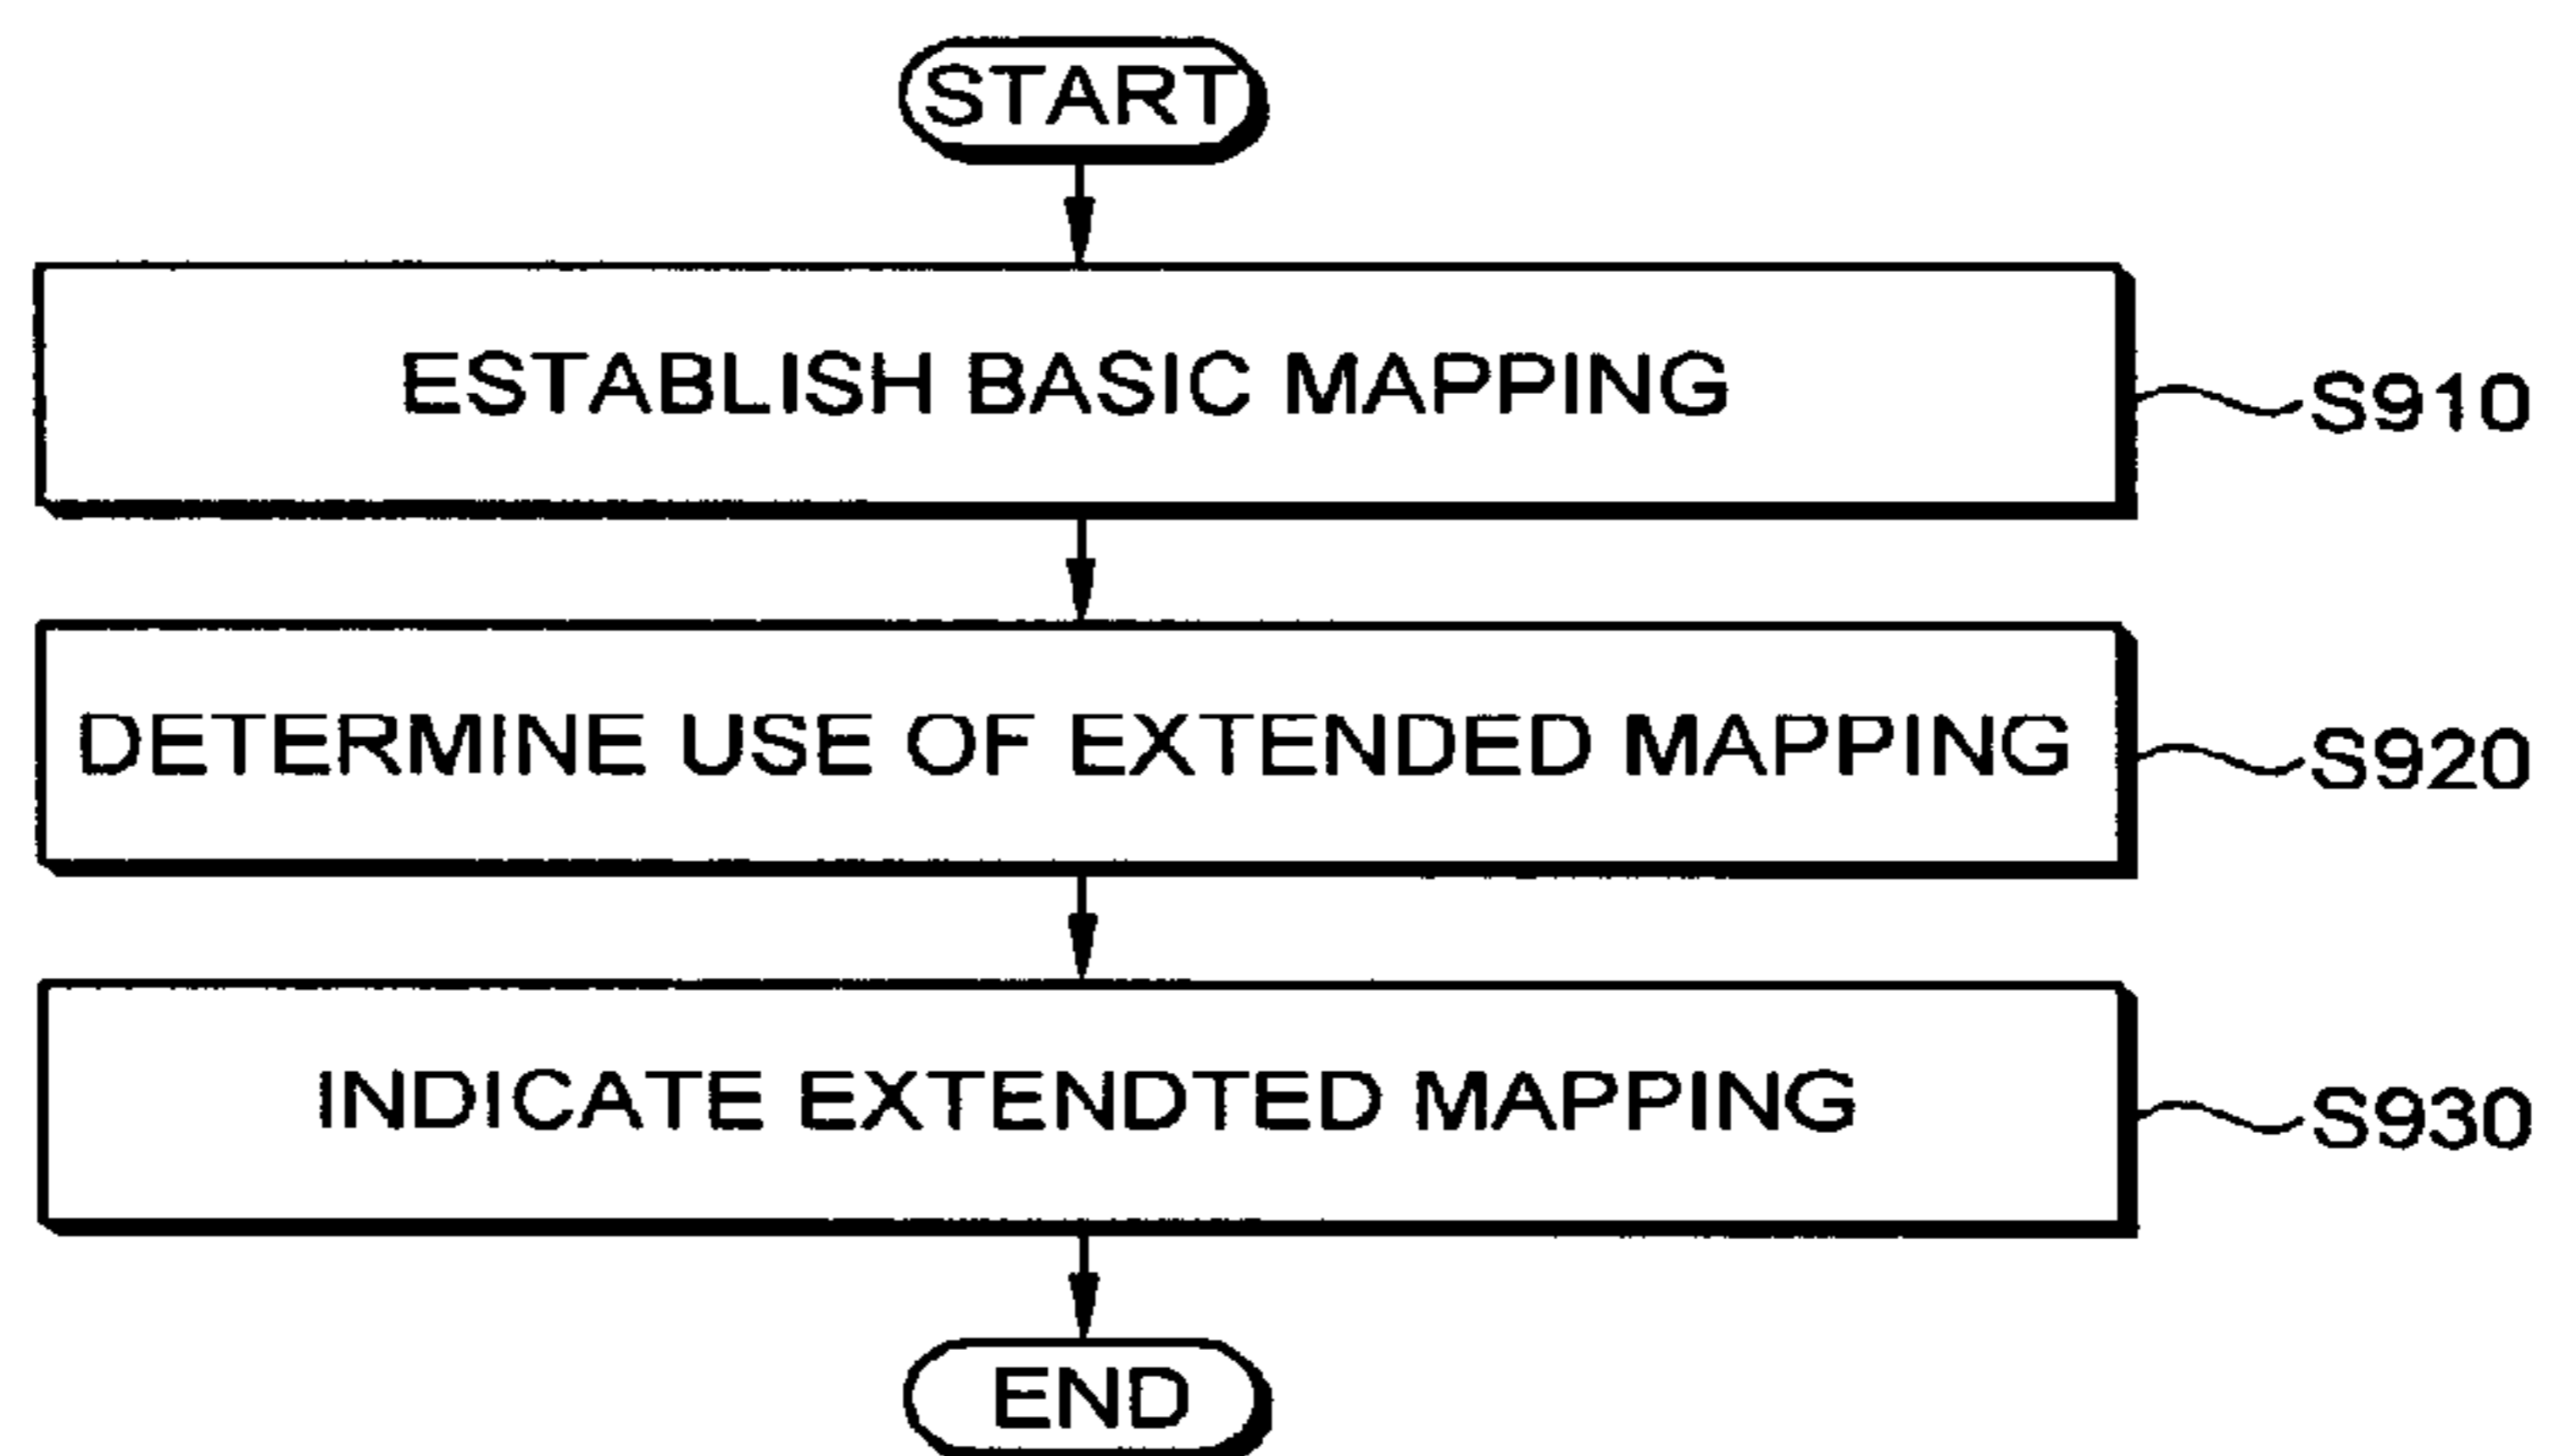 START
ESTABLISH BASIC MAPPING
S910
DETERMINE USE OF EXTENDED MAPPING
S920
INDICATE EXTENDTED MAPPING
S930
END